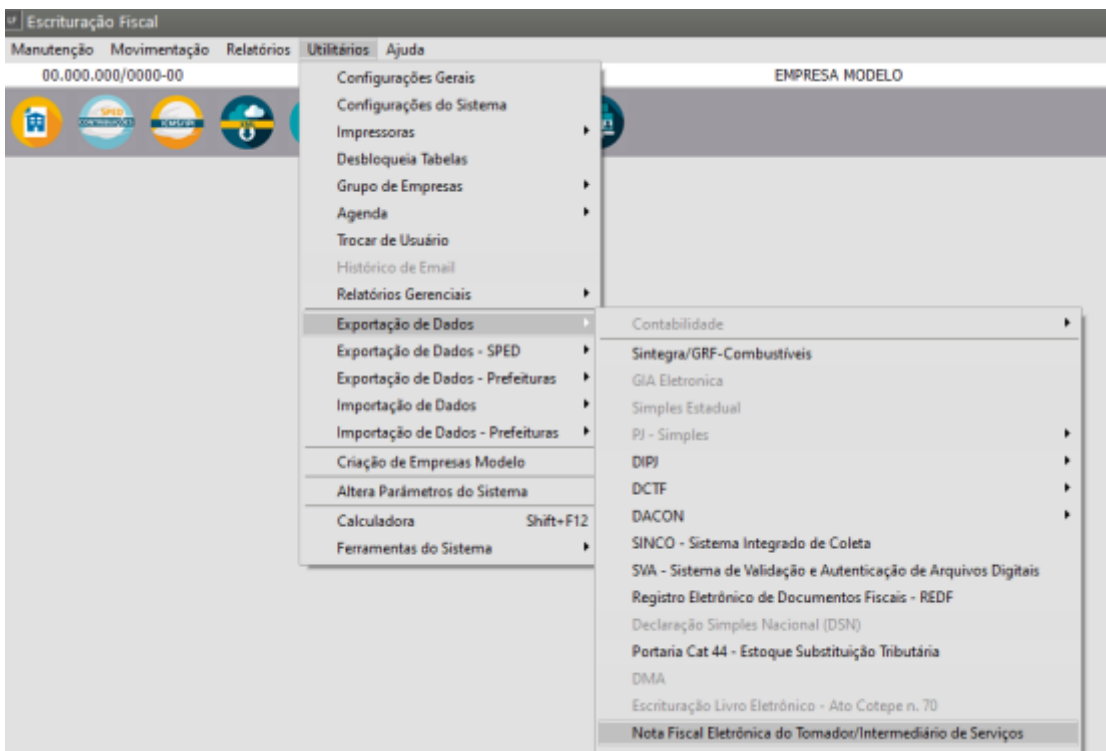 LF Escrituração Fiscal
Manutenção Movimentação Relatórios Utilitários Ajuda
00.000.000/0000-00 EMPRESA MODELO
SPED
CONTRIBUIÇÕES
ICMS/IPI
Configurações Gerais
Configurações do Sistema
Impressoras
Desbloqueia Tabelas
Grupo de Empresas
Agenda
Trocar de Usuário
Histórico de Email
Relatórios Gerenciais
Exportação de Dados
Exportação de Dados - SPED
Exportação de Dados - Prefeituras
Importação de Dados
Importação de Dados - Prefeituras
Criação de Empresas Modelo
Altera Parâmetros do Sistema
Calculadora Shift+F12
Ferramentas do Sistema
Contabilidade
Sintegra/GRF-Combustíveis
GIA Eletronica
Simples Estadual
PJ - Simples
DIPJ
DCTF
DACON
SINCO - Sistema Integrado de Coleta
SVA - Sistema de Validação e Autenticação de Arquivos Digitais
Registro Eletrônico de Documentos Fiscais - REDF
Declaração Simples Nacional (DSN)
Portaria Cat 44 - Estoque Substituição Tributária
DMA
Escrituração Livro Eletrônico - Ato Cotepe n. 70
Nota Fiscal Eletrônica do Tomador/Intermediário de Serviços